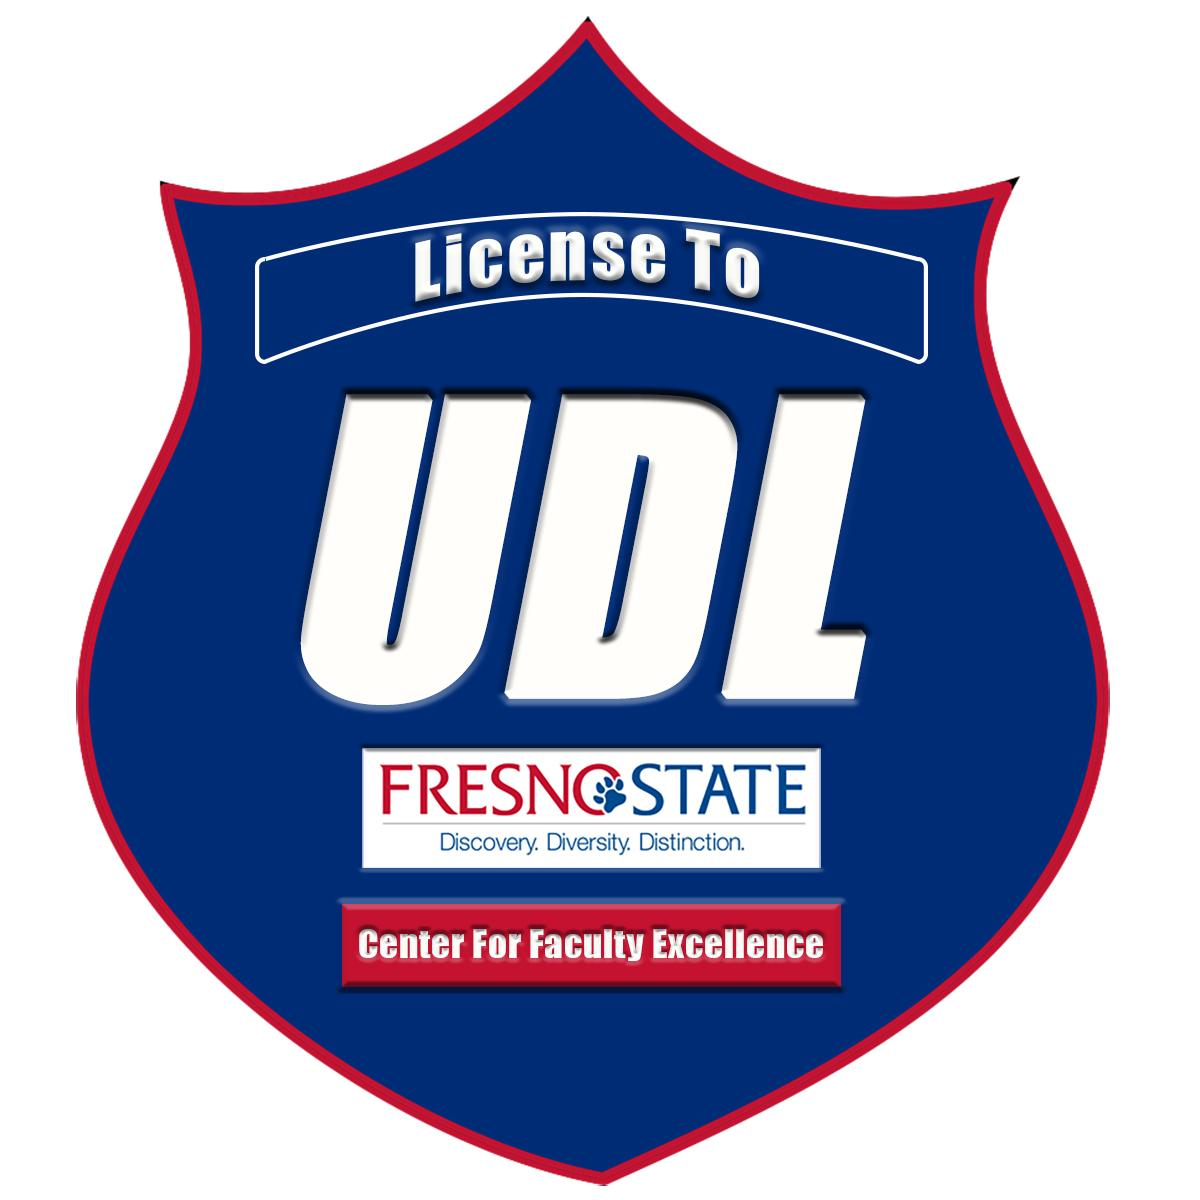 License To
UDL
FRESNO STATE
Discovery. Diversity. Distinction.
Center For Faculty Excellence